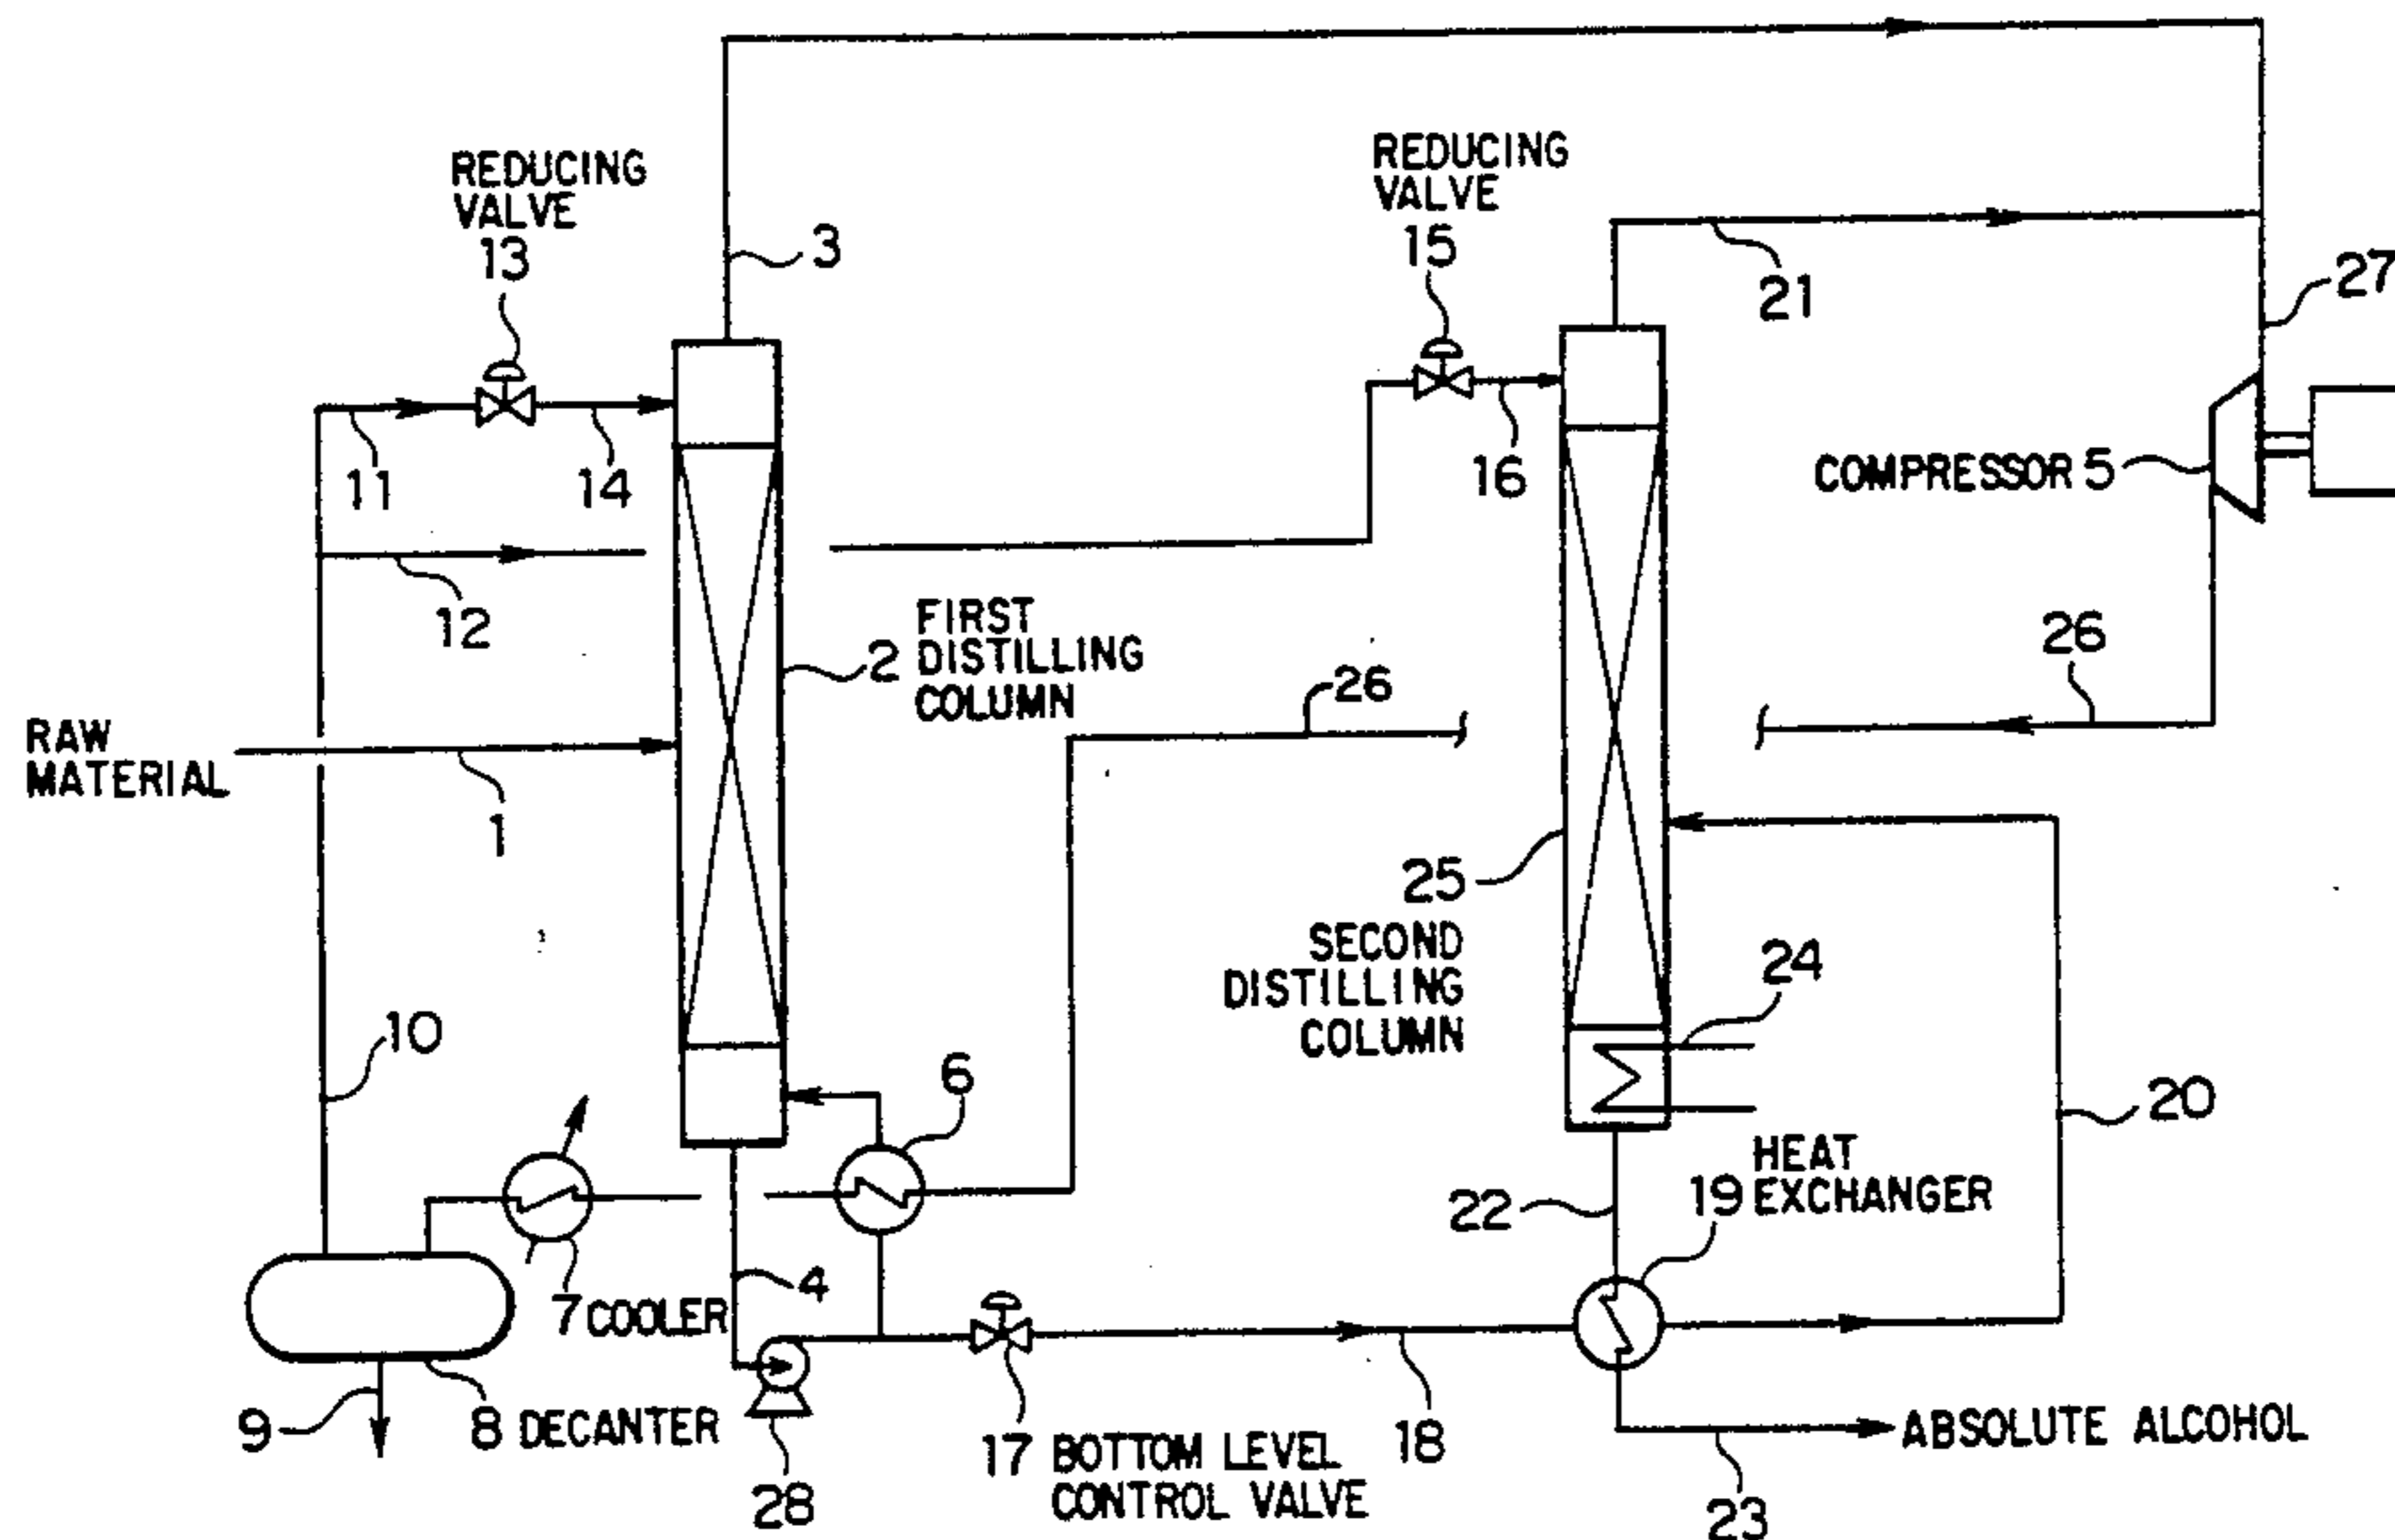 REDUCING
VALVE
13
3
REDUCING
VALVE
15
21
27
11
14
16
COMPRESSOR 5
12
2 FIRST
DISTILLING
COLUMN
26
26
RAW
MATERIAL
1
25
SECOND
DISTILLING
COLUMN
24
10
6
20
22
19 HEAT
EXCHANGER
4
7 COOLER
9
8 DECANTER
28
17 BOTTOM LEVEL
CONTROL VALVE
18
ABSOLUTE ALCOHOL
23